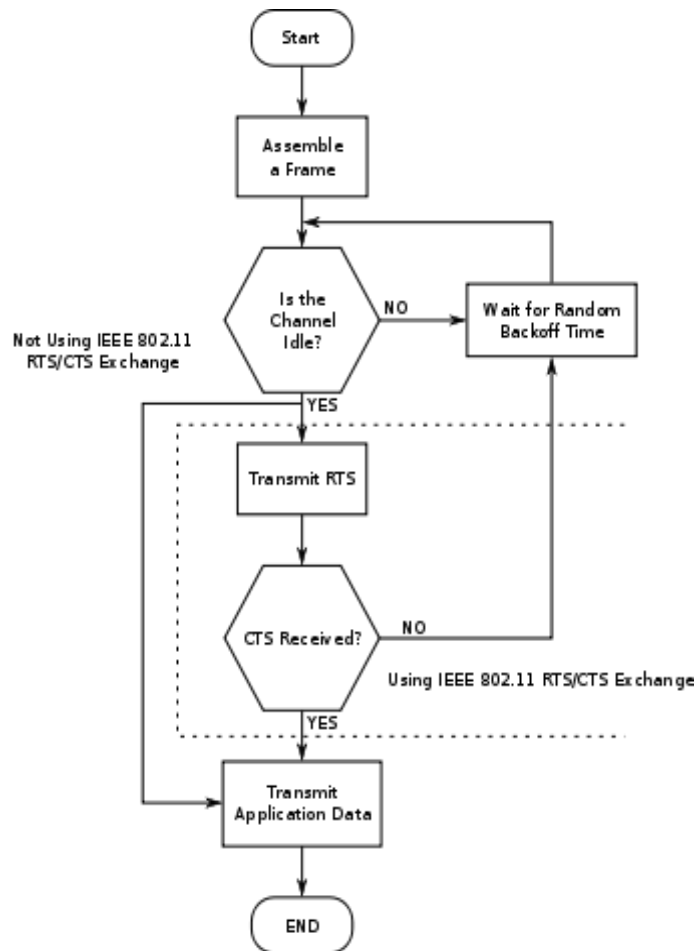 Start
Assemble
a Frame
Is the
Channel
Idle?
NO
Wait for Random
Backoff Time
Not Using IEEE 802.11
RTS/CTS Exchange
YES
Transmit RTS
CTS Received?
NO
Using IEEE 802.11 RTS/CTS Exchange
YES
Transmit
Application Data
END